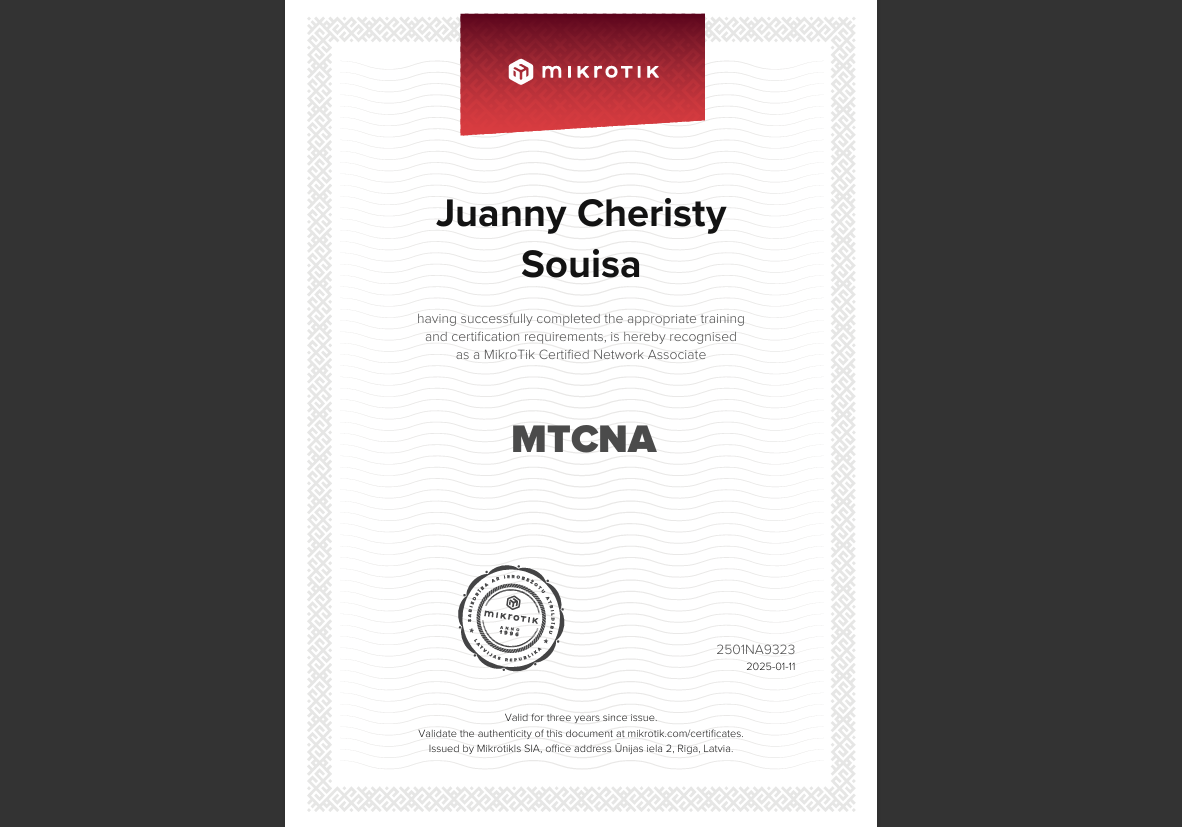 mikrotik
Juanny Cheristy
Souisa
having successfully completed the appropriate training
and certification requirements, is hereby recognised
as a MikroTik Certified Network Associate
MTCNA
SABIEDRĪBA AR IEROBEŽOTU ATBILDĪBU
mikrotik
ANNO
1996
LATVIJAS REPUBLIKA
2501NA9323
2025-01-11
Valid for three years since issue.
Validate the authenticity of this document at mikrotik.com/certificates.
Issued by Mikrotikls SIA, office address Ūnijas iela 2, Riga, Latvia.